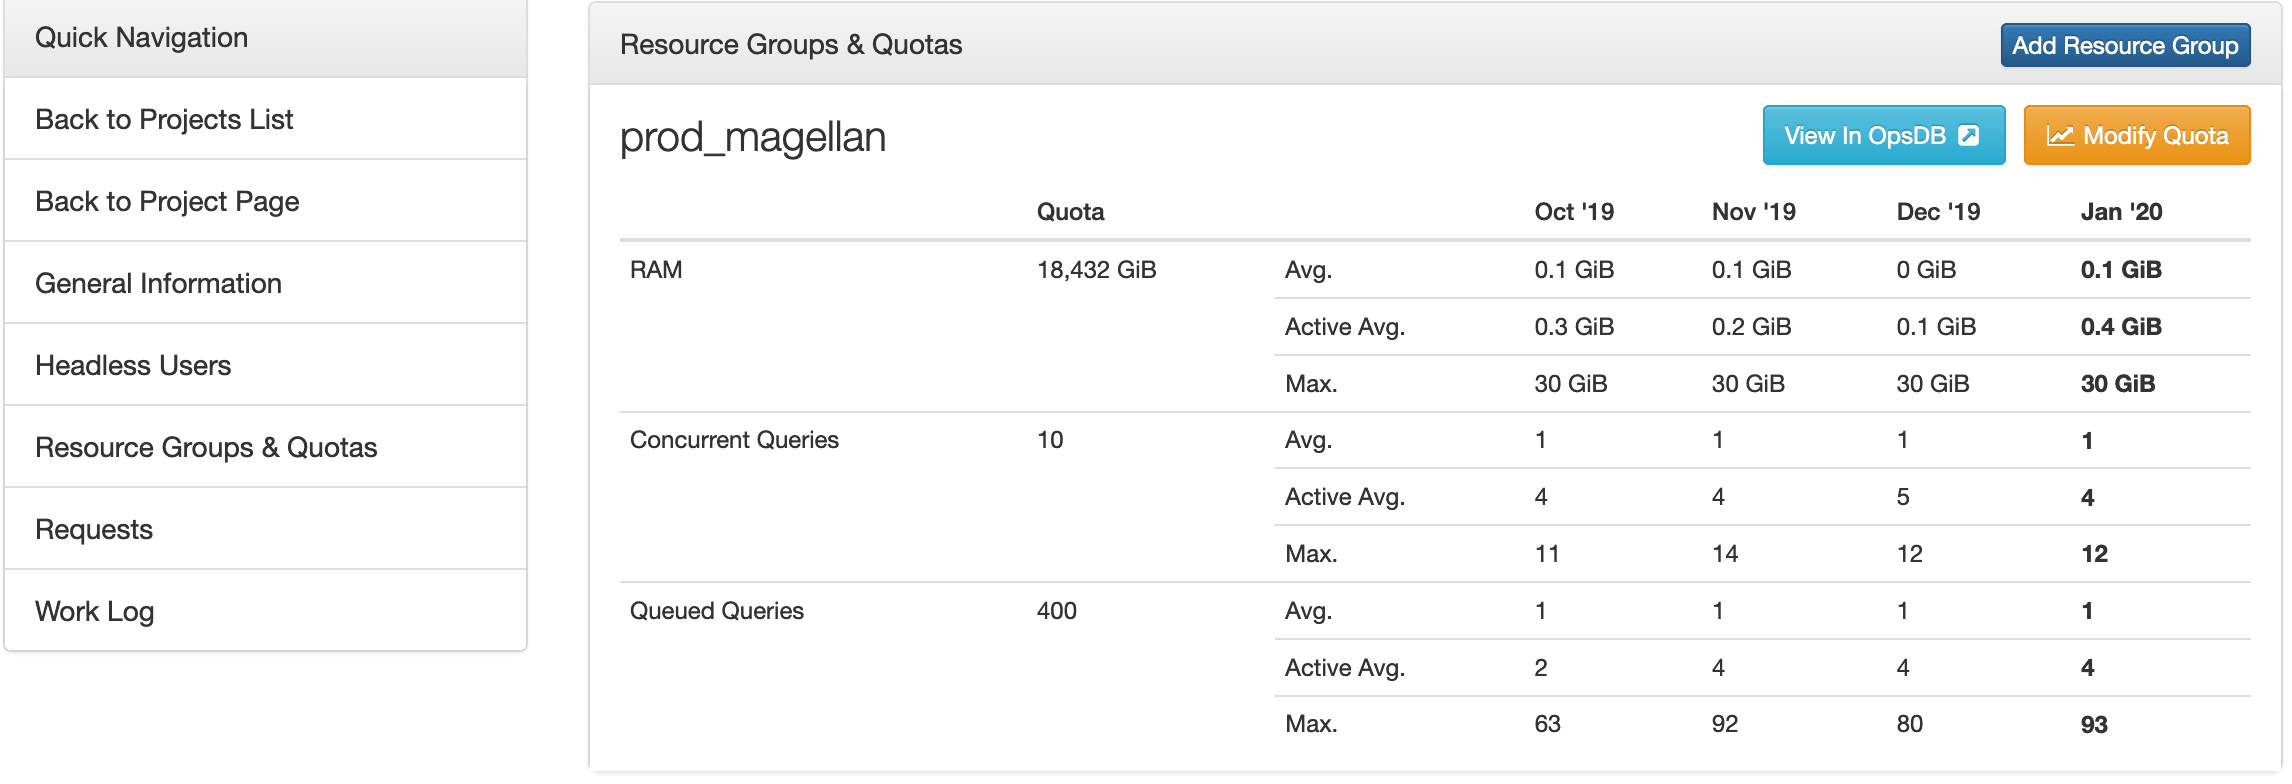 Quick Navigation
Back to Projects List
Back to Project Page
General Information
Headless Users
Resource Groups & Quotas
Requests
Work Log
Resource Groups & Quotas Add Resource Group
prod_magellan View In OpsDB Modify Quota
Quota Oct '19 Nov '19 Dec '19 Jan '20
RAM 18,432 GiB Avg. 0.1 GiB 0.1 GiB 0 GiB 0.1 GiB
Active Avg. 0.3 GiB 0.2 GiB 0.1 GiB 0.4 GiB
Max. 30 GiB 30 GiB 30 GiB 30 GiB
Concurrent Queries 10 Avg. 1 1 1 1
Active Avg. 4 4 5 4
Max. 11 14 12 12
Queued Queries 400 Avg. 1 1 1 1
Active Avg. 2 4 4 4
Max. 63 92 80 93